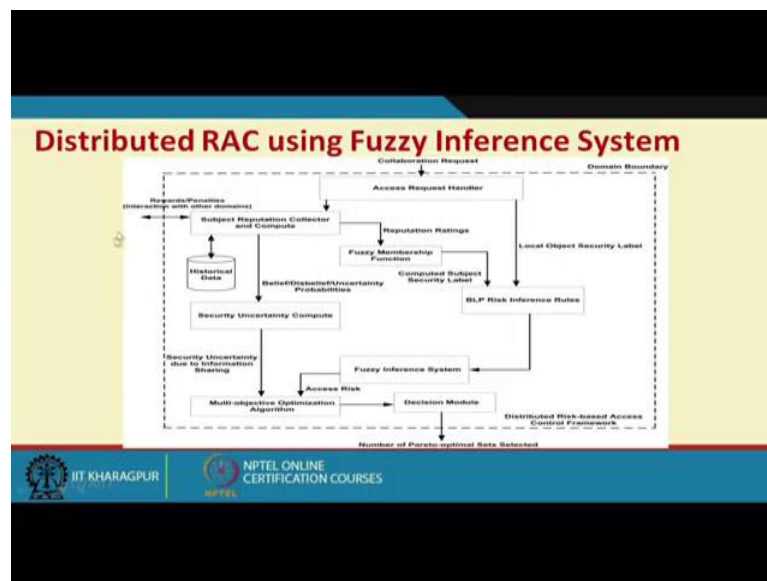 Distributed RAC using Fuzzy Inference System
Collaboration Request
Domain Boundary
Access Request Handler
Rewards/Penalties
(interaction with other domains)
Subject Reputation Collector
and Compute
Reputation Ratings
Local Object Security Label
Fuzzy Membership
Function
Historical
Data
Computed Subject
Security Label
Belief/Disbelief/Uncertainty
Probabilities
BLP Risk Inference Rules
Security Uncertainty Compute
Security Uncertainty
due to Information
Sharing
Fuzzy Inference System
Access Risk
Multi-objective Optimization
Algorithm
Decision Module
Distributed Risk-based Access
Control Framework
Number of Pareto-optimal Sets Selected
IIT KHARAGPUR
NPTEL
NPTEL ONLINE
CERTIFICATION COURSES